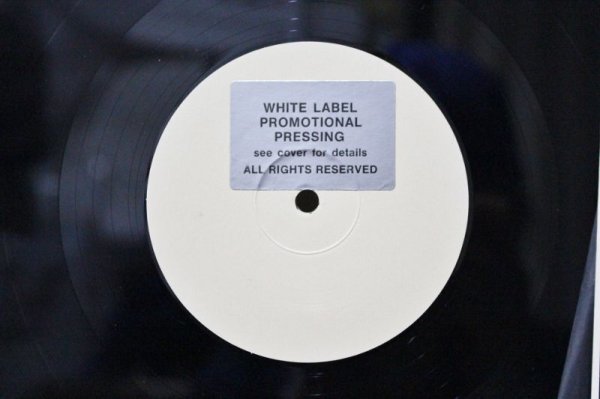 WHITE LABEL
PROMOTIONAL
PRESSING
see cover for details
ALL RIGHTS RESERVED